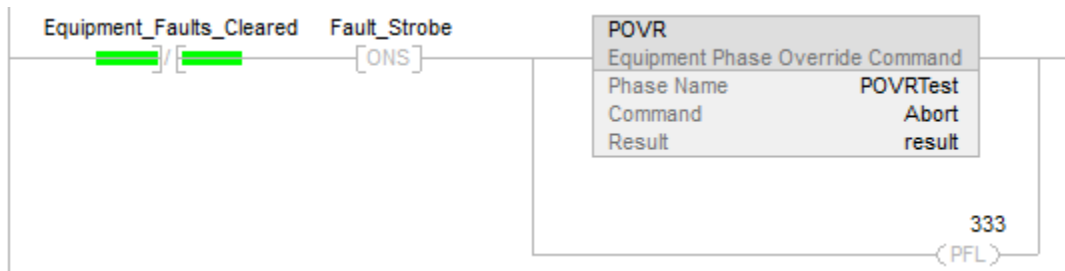 Equipment_Faults_Cleared Fault_Strobe
/
ONS
POVR
Equipment Phase Override Command
Phase Name POVRTest
Command Abort
Result result
333
PFL